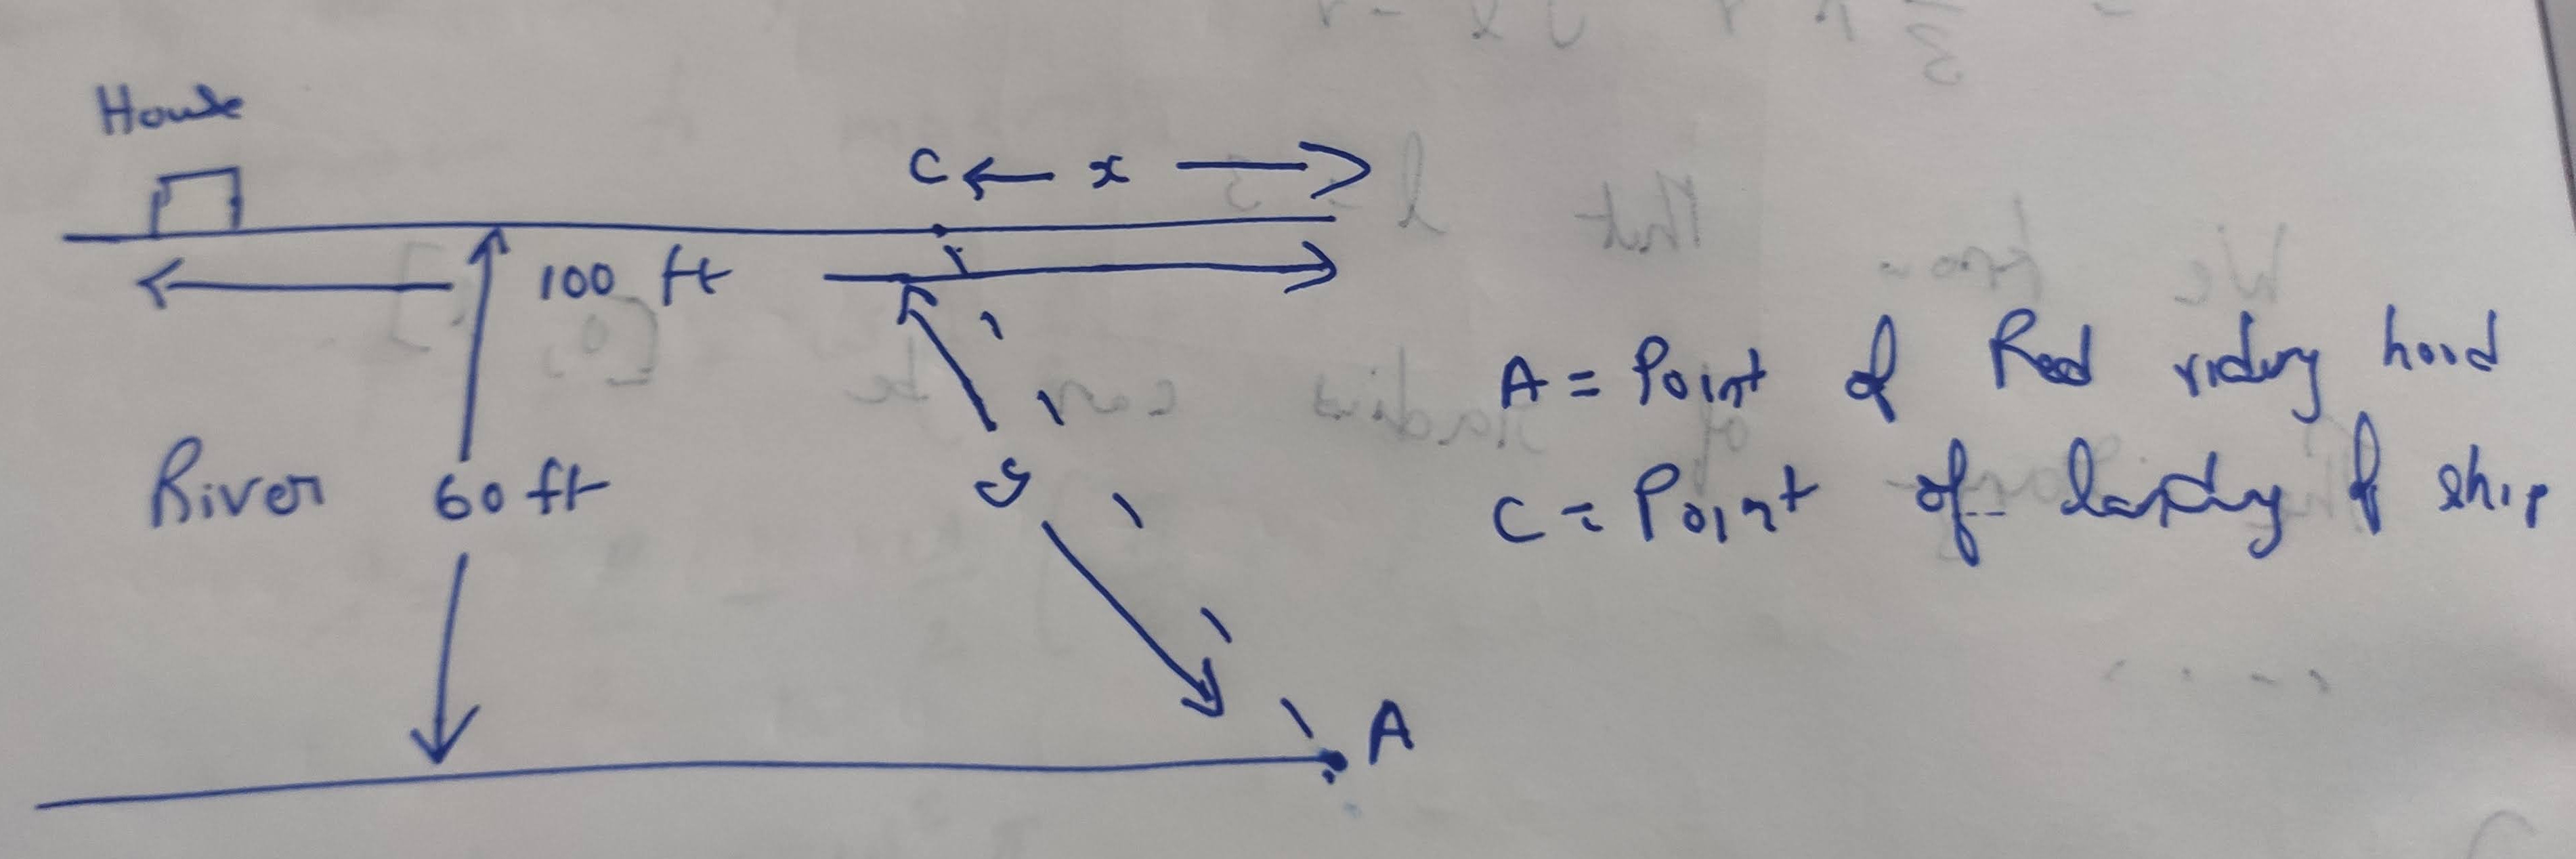 House
C ← x →
100 ft
A = Point of Red riding hood
River 60 ft
S
C = Point of landing of ship
A